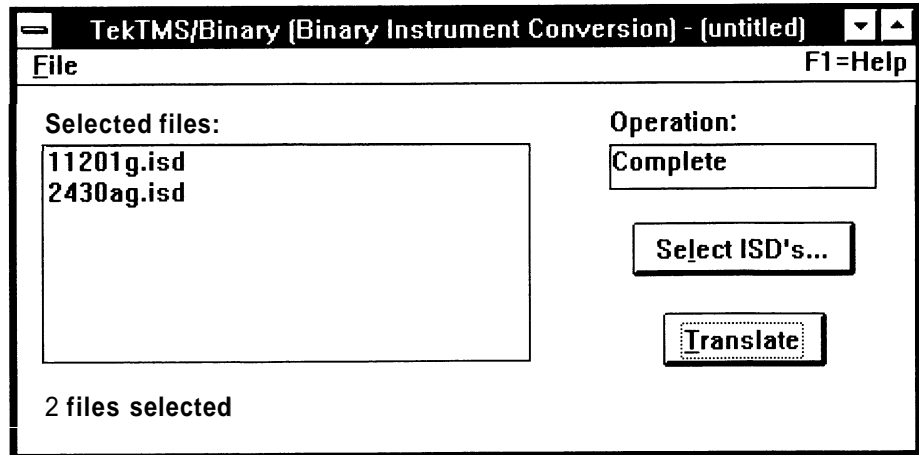 TekTMS/Binary (Binary Instrument Conversion) - (untitled)
File F1=Help
Selected files:
11201g.isd
2430ag.isd
2 files selected
Operation:
Complete
Select ISD's...
Translate